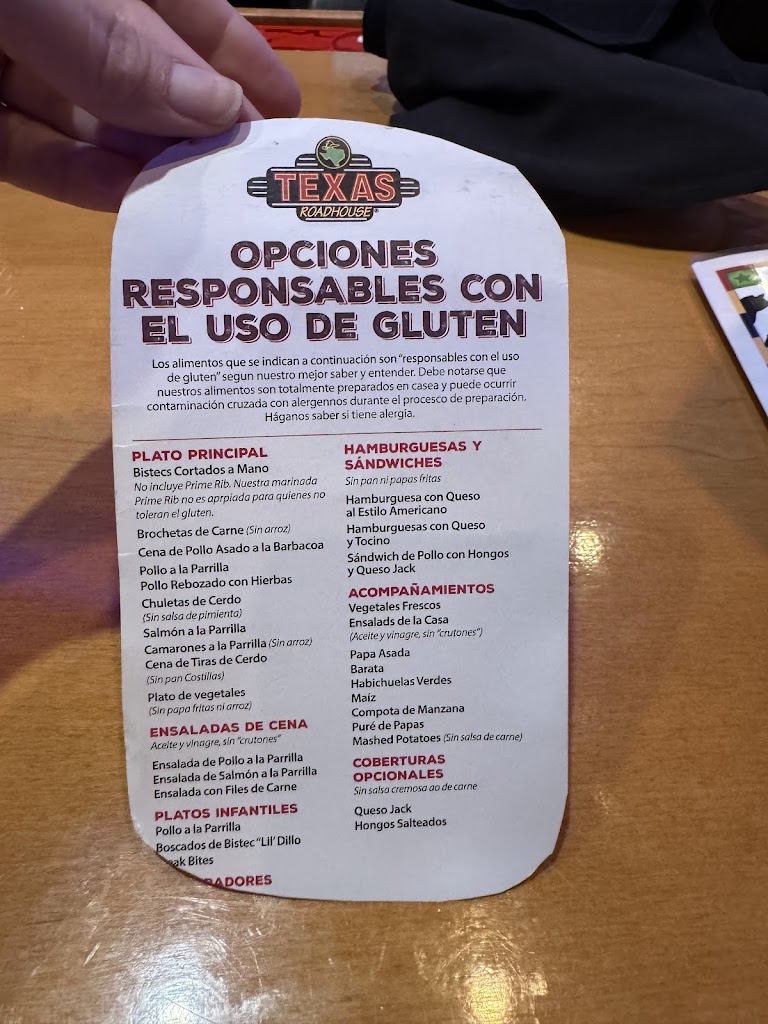 TEXAS
ROADHOUSE
OPCIONES
RESPONSABLES CON
EL USO DE GLUTEN
Los alimentos que se indican a continuación son "responsables con el uso
de gluten" segun nuestro mejor saber y entender. Debe notarse que
nuestros alimentos son totalmente preparados en casea y puede ocurrir
contaminación cruzada con alergennos durante el procesco de preparación.
Háganos saber si tiene alergia.
PLATO PRINCIPAL
Bistecs Cortados a Mano
No incluye Prime Rib. Nuestra marinada
Prime Rib no es aprpiada para quienes no
toleran el gluten.
Brochetas de Carne (Sin arroz)
Cena de Pollo Asado a la Barbacoa
Pollo a la Parrilla
Pollo Rebozado con Hierbas
Chuletas de Cerdo
(Sin salsa de pimienta)
Salmón a la Parrilla
Camarones a la Parrilla (Sin arroz)
Cena de Tiras de Cerdo
(Sin pan Costillas)
Plato de vegetales
(Sin papa fritas ni arroz)
ENSALADAS DE CENA
Aceite y vinagre, sin "crutones"
Ensalada de Pollo a la Parrilla
Ensalada de Salmón a la Parrilla
Ensalada con Files de Carne
PLATOS INFANTILES
Pollo a la Parrilla
Boscados de Bistec "Lil' Dillo
Bites
HAMBURGUESAS Y
SÁNDWICHES
Sin pan ni papas fritas
Hamburguesa con Queso
al Estilo Americano
Hamburguesas con Queso
y Tocino
Sándwich de Pollo con Hongos
y Queso Jack
ACOMPAÑAMIENTOS
Vegetales Frescos
Ensalads de la Casa
(Aceite y vinagre, sin "crutones")
Papa Asada
Barata
Habichuelas Verdes
Maíz
Compota de Manzana
Puré de Papas
Mashed Potatoes (Sin salsa de carne)
COBERTURAS
OPCIONALES
Sin salsa cremosa ao de carne
Queso Jack
Hongos Salteados